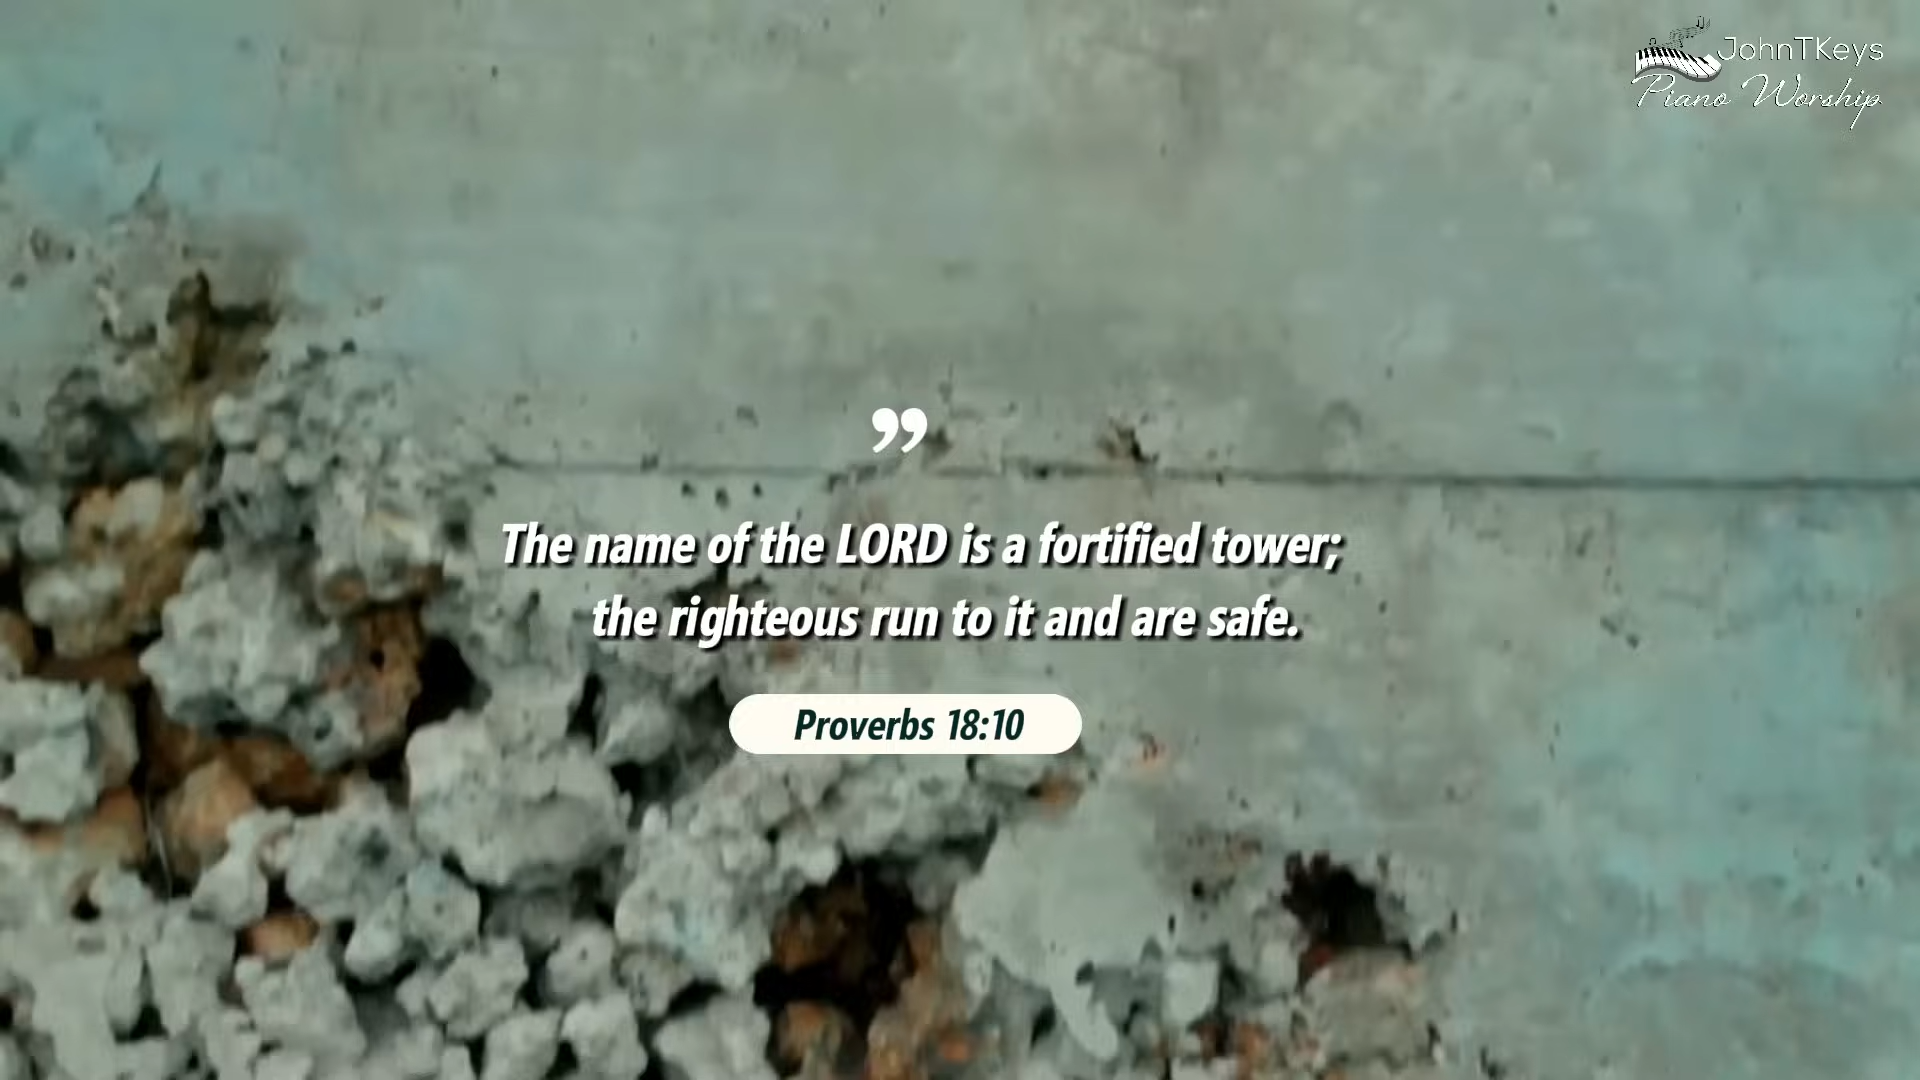 JohnTKeys
Piano Worship
”
The name of the LORD is a fortified tower;
the righteous run to it and are safe.
Proverbs 18:10